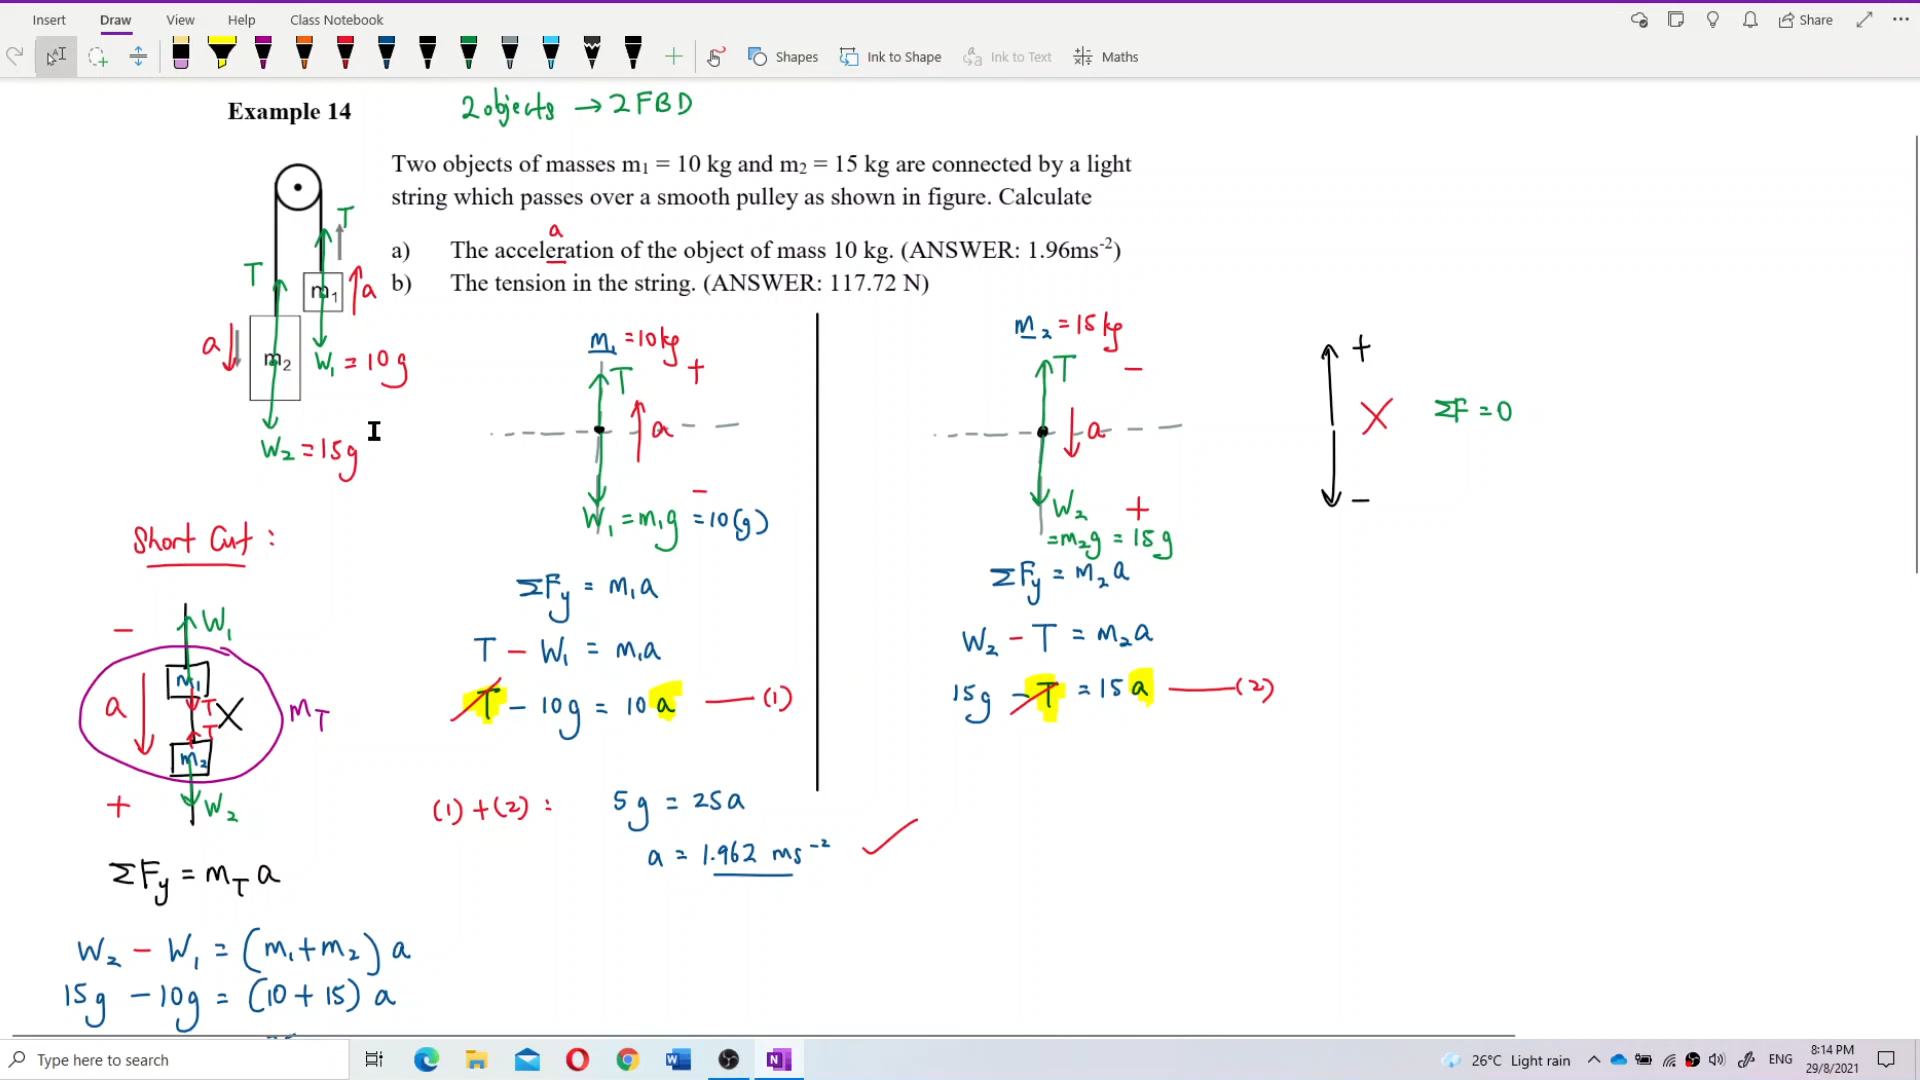 Insert Draw View Help Class Notebook Share
Shapes Ink to Shape Ink to Text Maths
Example 14
2 objects → 2 FBD
Two objects of masses m₁ = 10 kg and m₂ = 15 kg are connected by a light
string which passes over a smooth pulley as shown in figure. Calculate
a
a) The acceleration of the object of mass 10 kg. (ANSWER: 1.96ms⁻²)
b) The tension in the string. (ANSWER: 117.72 N)
T
T
m₁
a
a
m₂
W₁ = 10g
W₂ = 15g
m₁ = 10kg
T
+
a
−
W₁ = m₁g = 10(g)
ΣFy = m₁a
T − W₁ = m₁a
T − 10g = 10a —— (1)
m₂ = 15kg
T
−
a
W₂
+
= m₂g = 15g
ΣFy = m₂a
W₂ − T = m₂a
15g − T = 15a —— (2)
+
X
ΣF = 0
−
(1) + (2) : 5g = 25a
a = 1.962 ms⁻²
Short Cut :
−
W₁
m₁
a
T
X
T
mT
m₂
+
W₂
ΣFy = mT a
W₂ − W₁ = (m₁ + m₂) a
15g − 10g = (10 + 15) a
Type here to search
26°C Light rain
ENG
8:14 PM
29/8/2021